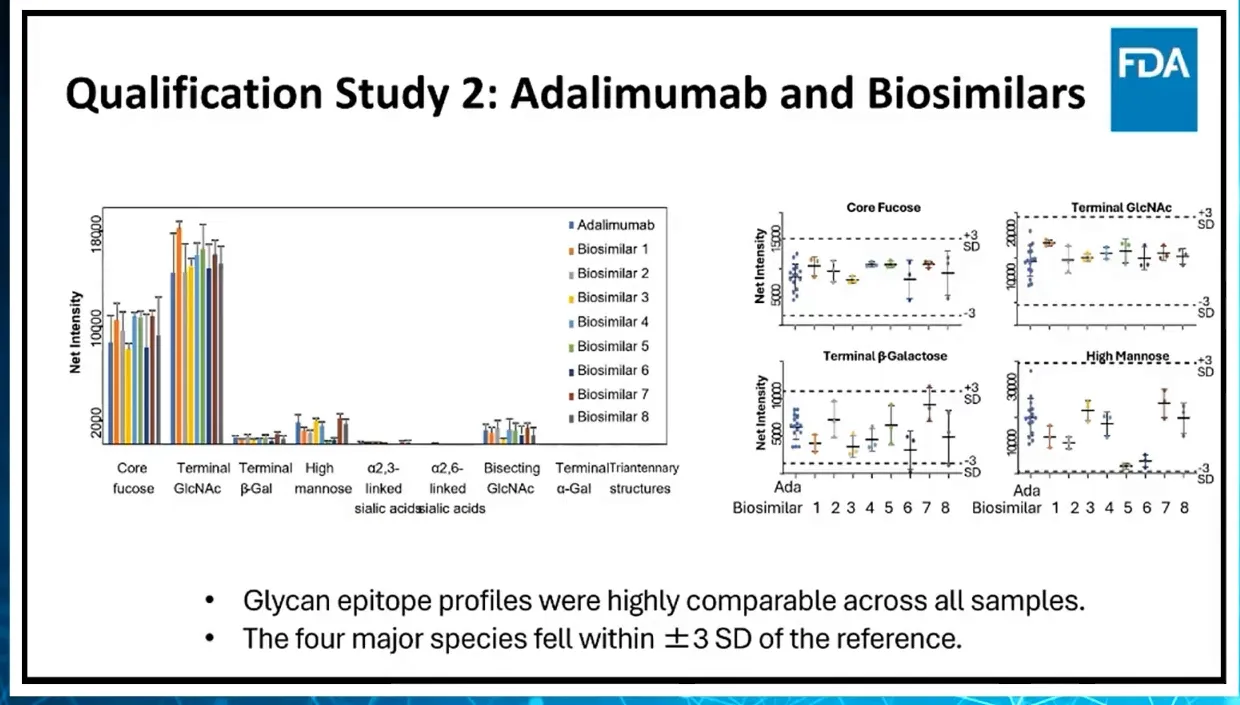 FDA
Qualification Study 2: Adalimumab and Biosimilars
Net Intensity
18000
10000
2000
Adalimumab
Biosimilar 1
Biosimilar 2
Biosimilar 3
Biosimilar 4
Biosimilar 5
Biosimilar 6
Biosimilar 7
Biosimilar 8
Core fucose
Terminal GlcNAc
Terminal β-Gal
High mannose
α2,3-linked sialic acids
α2,6-linked sialic acids
Bisecting GlcNAc
Terminal α-Gal
Triantennary structures
Core Fucose
Net Intensity
15000
5000
+3 SD
-3
Terminal GlcNAc
20000
10000
+3 SD
-3 SD
Terminal β-Galactose
Net Intensity
10000
5000
+3 SD
-3 SD
High Mannose
30000
10000
+3 SD
-3 SD
Ada
Biosimilar 1 2 3 4 5 6 7 8
Ada
Biosimilar 1 2 3 4 5 6 7 8
• Glycan epitope profiles were highly comparable across all samples.
• The four major species fell within ±3 SD of the reference.